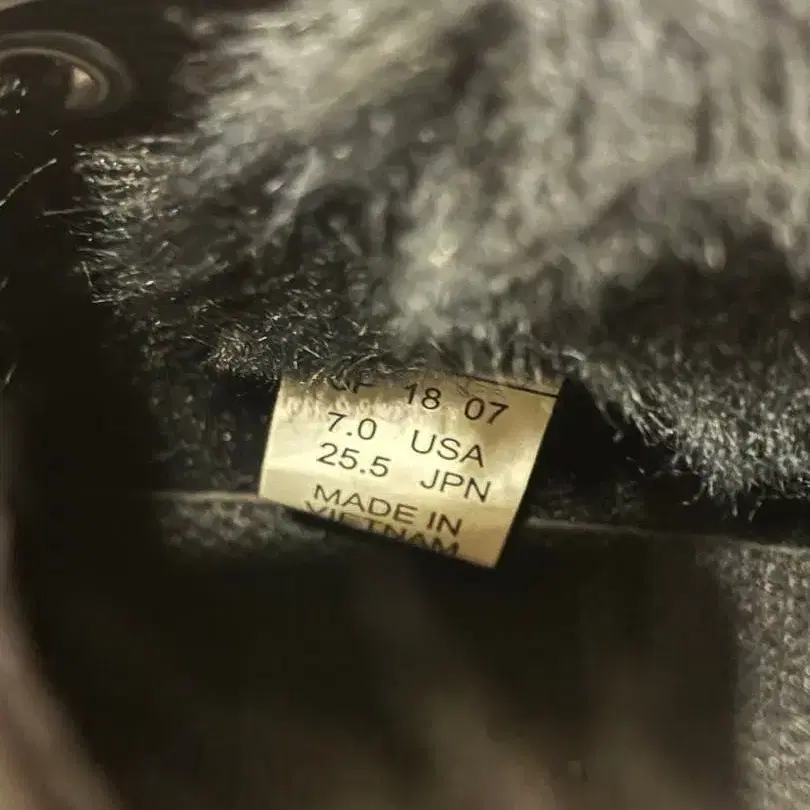 18 07
7.0 USA
25.5 JPN
MADE IN
VIETNAM